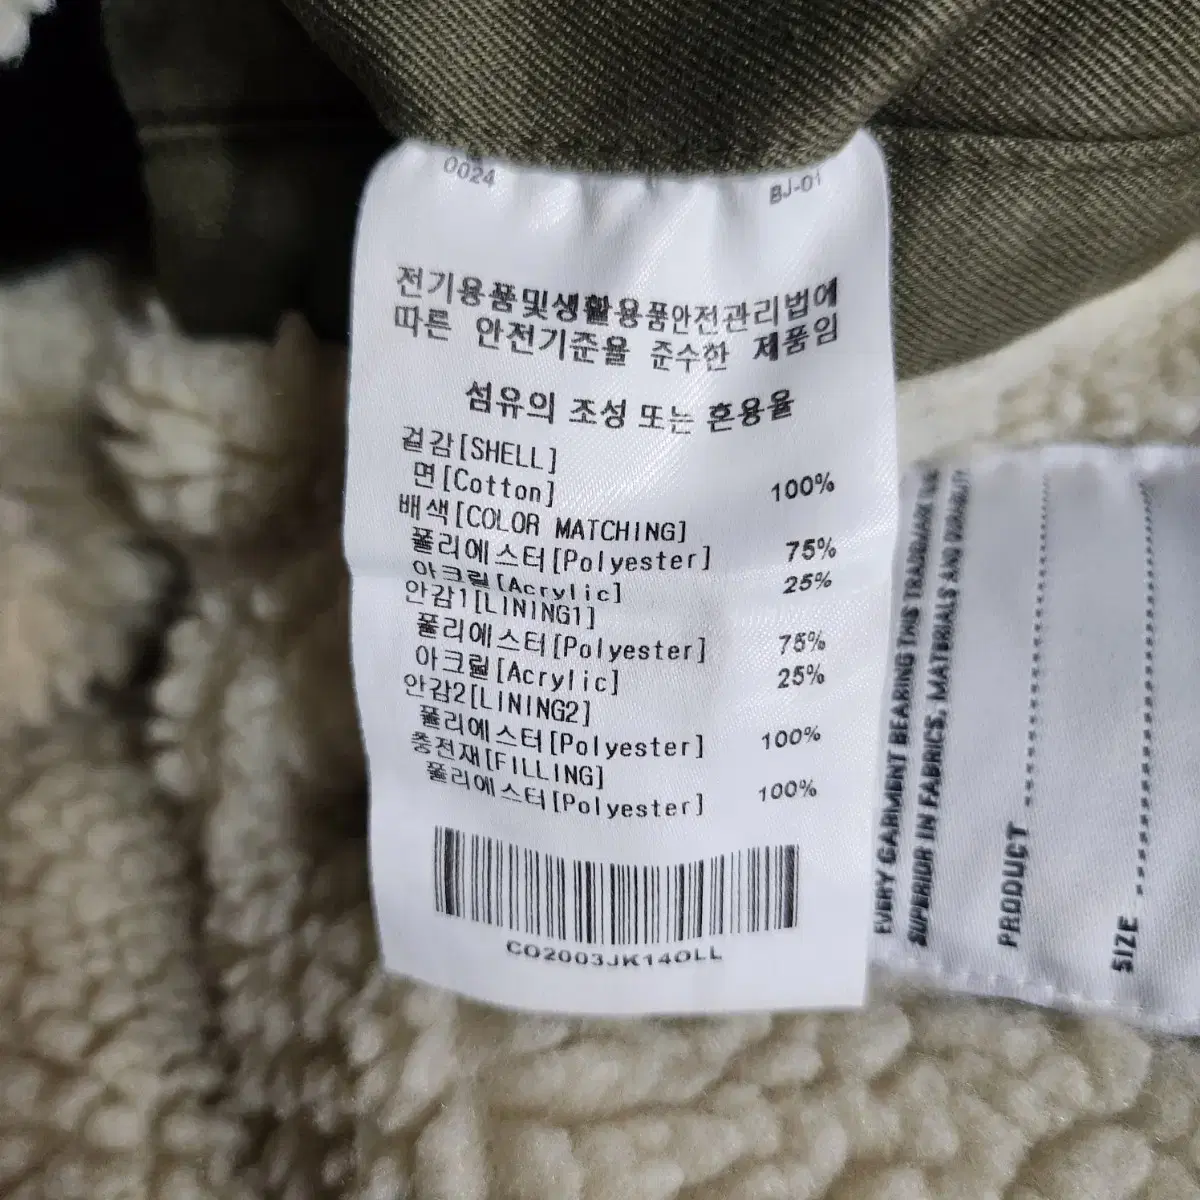 0024 BJ-01
전기용품및생활용품안전관리법에
따른 안전기준율 준수한 제품임
섬유의 조성 또는 혼용율
겉감[SHELL]
면[Cotton] 100%
배색[COLOR MATCHING]
폴리에스터[Polyester] 75%
아크릴[Acrylic] 25%
안감1[LINING1]
폴리에스터[Polyester] 75%
아크릴[Acrylic] 25%
안감2[LINING2]
폴리에스터[Polyester] 100%
충전재[FILLING]
폴리에스터[Polyester] 100%
CO2003JK14OLL
EVERY GARMENT BEARING THIS TRADEMARK
SUPERIOR IN FABRICS, MATERIALS AND DURABILITY
PRODUCT
SIZE